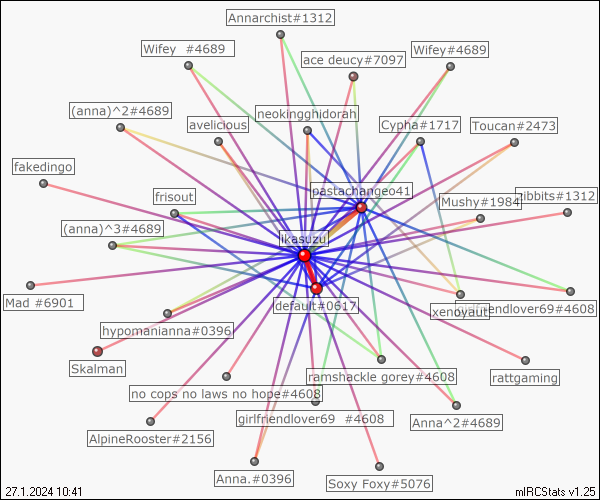 Annarchist#1312
Wifey  #4689
Wifey#4689
ace deucy#7097
(anna)^2#4689
neokingghidorah
avelicious
Cypha#1717
Toucan#2473
fakedingo
pastachangeo41
frisout
Mushy#1984
ribbits#1312
(anna)^3#4689
ikasuzu
Mad #6901
default#0617
xenoyaut
girlfriendlover69#4608
hypomanianna#0396
Skalman
ramshackle gorey#4608
rattgaming
no cops no laws no hope#4608
girlfriendlover69  #4608
Anna^2#4689
AlpineRooster#2156
Anna.#0396
Soxy Foxy#5076
27.1.2024 10:41
mIRCStats v1.25